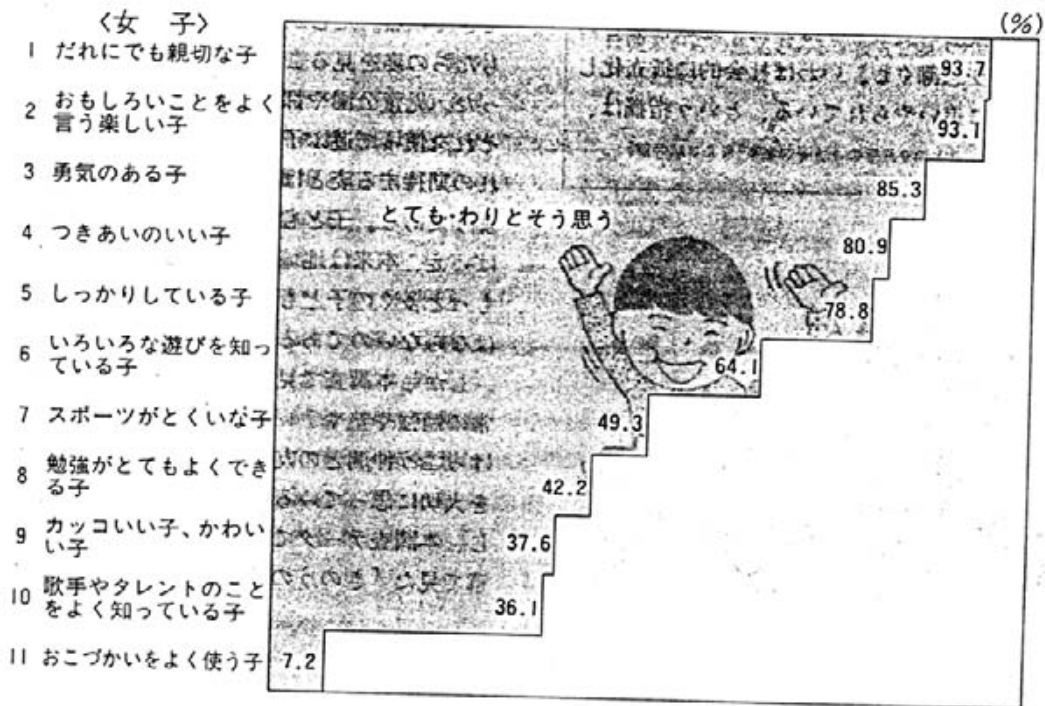 〈女 子〉
(%)
1 だれにでも親切な子
93.7
2 おもしろいことをよく
言う楽しい子
93.1
3 勇気のある子
85.3
とても・わりとそう思う
4 つきあいのいい子
80.9
5 しっかりしている子
78.8
6 いろいろな遊びを知っ
ている子
64.1
7 スポーツがとくいな子
49.3
8 勉強がとてもよくでき
る子
42.2
9 カッコいい子、かわい
い子
37.6
10 歌手やタレントのこと
をよく知っている子
36.1
11 おこづかいをよく使う子
7.2